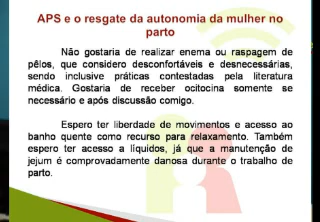 APS e o resgate da autonomia da mulher no
parto
Não gostaria de realizar enema ou raspagem de
pêlos, que considero desconfortáveis e desnecessárias,
sendo inclusive práticas contestadas pela literatura
médica. Gostaria de receber ocitocina somente se
necessário e após discussão comigo.
Espero ter liberdade de movimentos e acesso ao
banho quente como recurso para relaxamento. Também
espero ter acesso a líquidos, já que a manutenção de
jejum é comprovadamente danosa durante o trabalho de
parto.